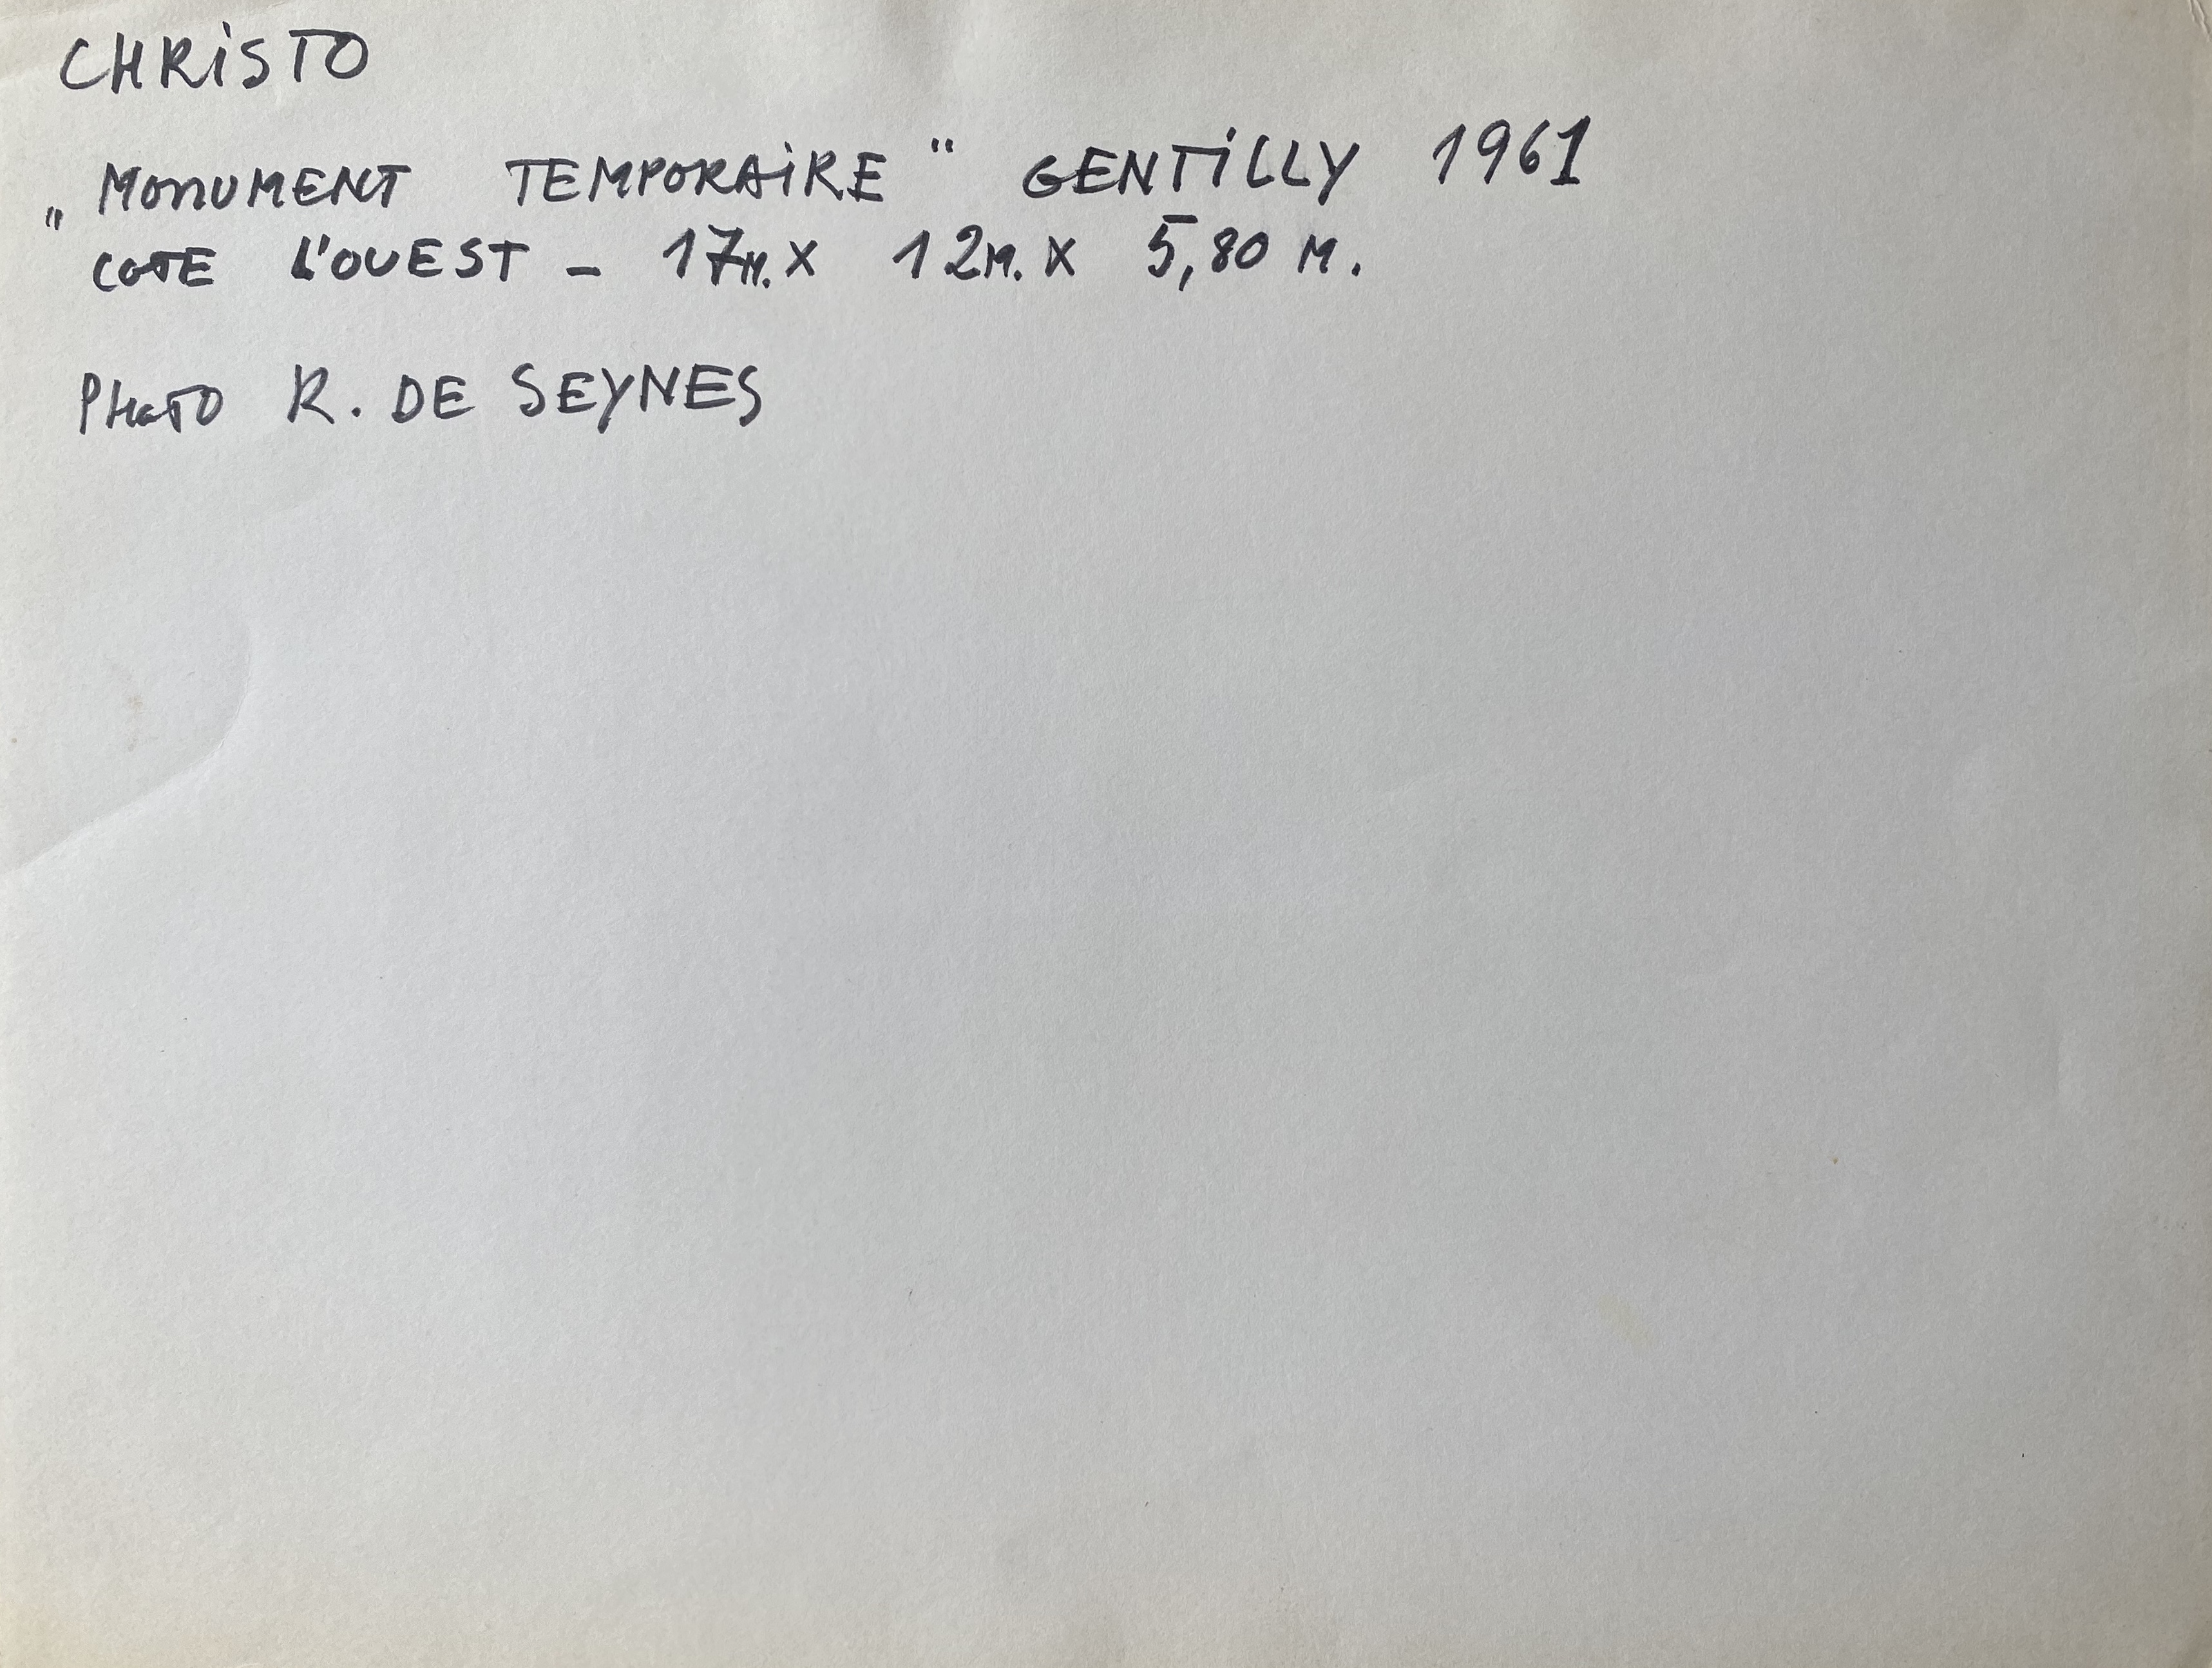 CHRiSTO
„MONUMENT TEMPORAiRE" GENTiLLY 1961
COTE L'OUEST - 17M. X 12M. X 5,80 M.
PHOTO R. DE SEYNES